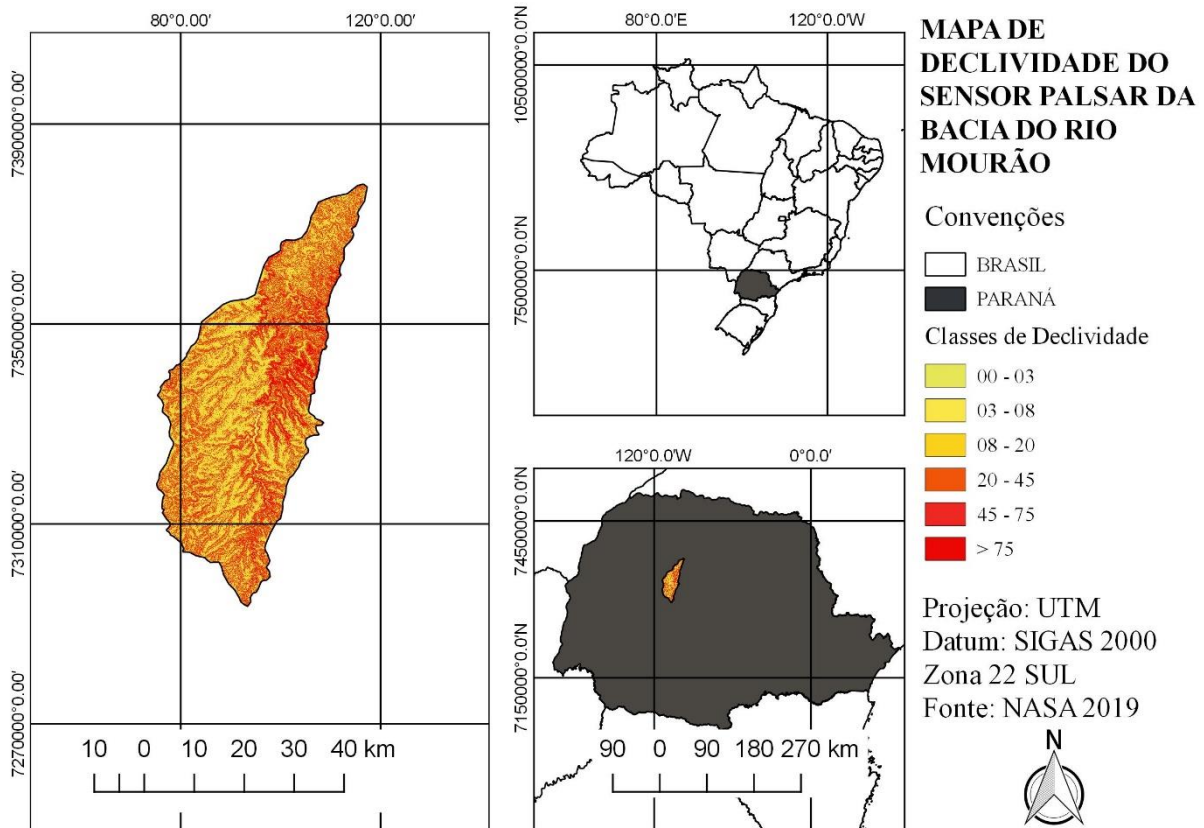 80°0.00' 120°0.00'
7390000°0.00'
7350000°0.00'
7310000°0.00'
7270000°0.00'
10 0 10 20 30 40 km
80°0.0'E 120°0.0'W
10500000°0.0'N
7500000°0.0'N
120°0.0'W 0°0.0'
7450000°0.0'N
7150000°0.0'N
90 0 90 180 270 km
MAPA DE
DECLIVIDADE DO
SENSOR PALSAR DA
BACIA DO RIO
MOURÃO
Convenções
BRASIL
PARANÁ
Classes de Declividade
00 - 03
03 - 08
08 - 20
20 - 45
45 - 75
> 75
Projeção: UTM
Datum: SIGAS 2000
Zona 22 SUL
Fonte: NASA 2019
N